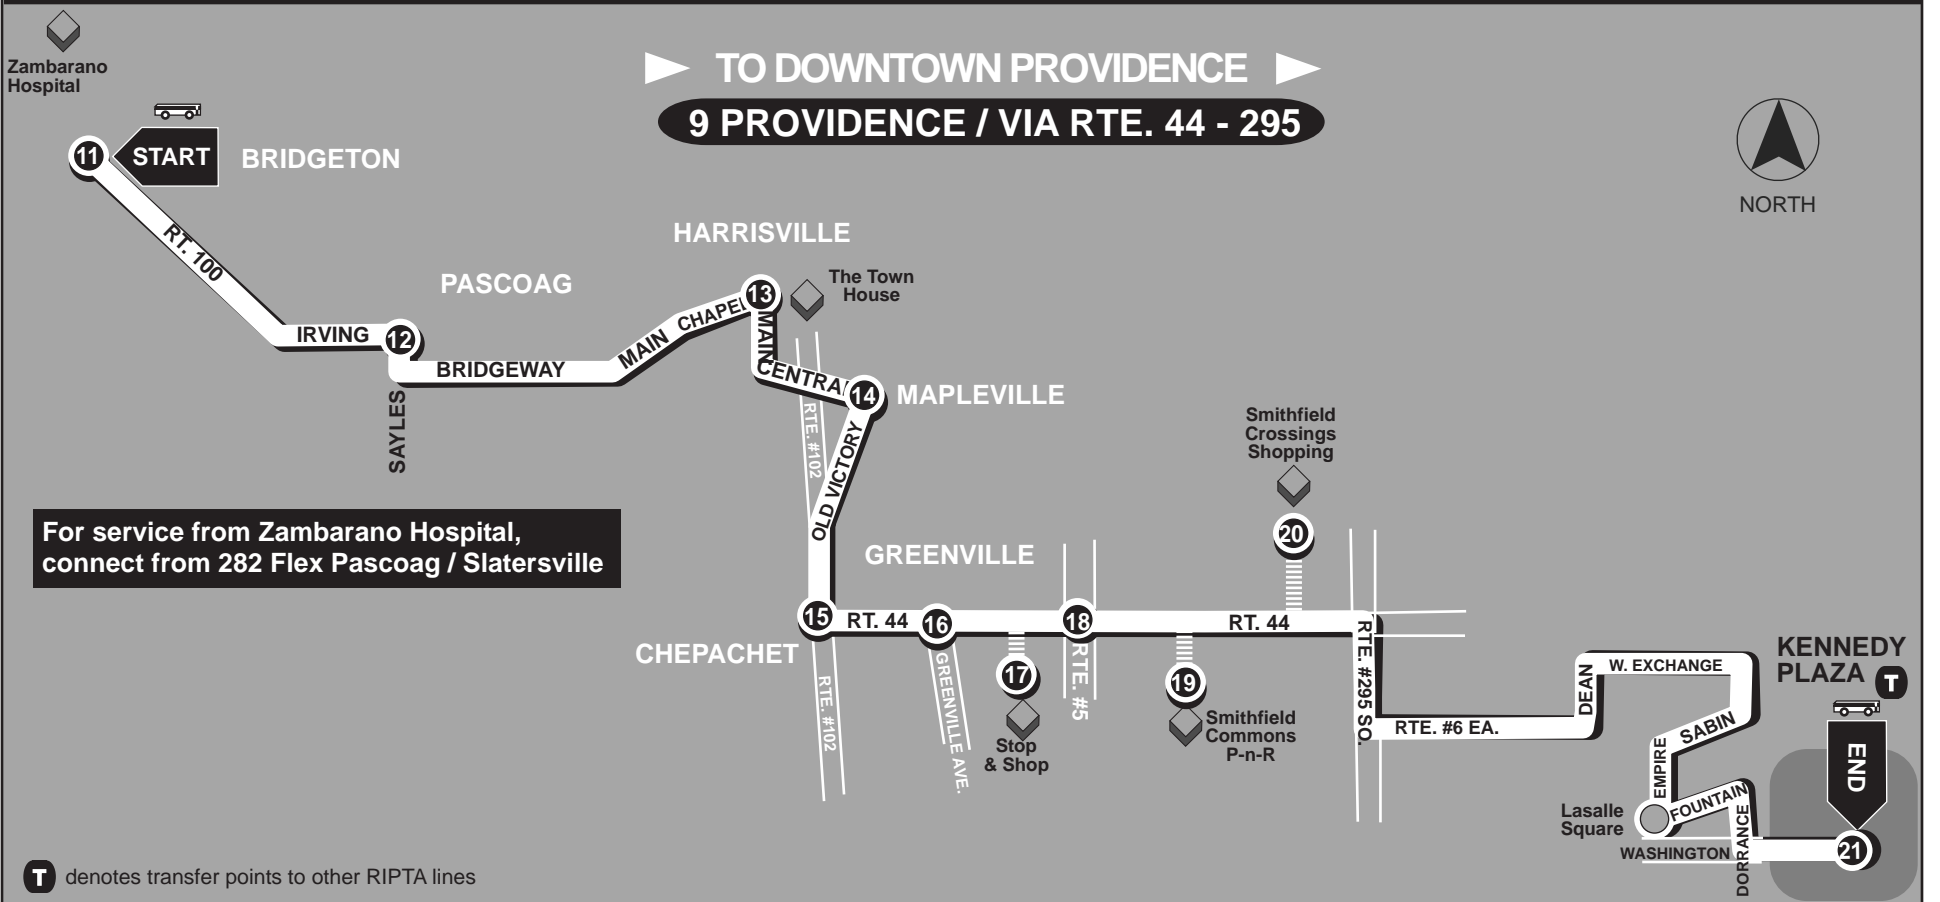 Zambarano
Hospital
TO DOWNTOWN PROVIDENCE
9 PROVIDENCE / VIA RTE. 44 - 295
NORTH
11
START
BRIDGETON
RT. 100
HARRISVILLE
PASCOAG
The Town
House
IRVING
12
BRIDGEWAY
SAYLES
MAIN
CHAPEL
13
MAIN
CENTRAL
14
MAPLEVILLE
RTE. #102
OLD VICTORY
For service from Zambarano Hospital,
connect from 282 Flex Pascoag / Slatersville
Smithfield
Crossings
Shopping
20
GREENVILLE
15
RT. 44
16
18
RT. 44
CHEPACHET
RTE. #102
GREENVILLE AVE.
17
Stop
& Shop
RTE. #5
19
Smithfield
Commons
P-n-R
RTE. #295 SO.
RTE. #6 EA.
DEAN
W. EXCHANGE
SABIN
EMPIRE
FOUNTAIN
Lasalle
Square
WASHINGTON
DORRANCE
KENNEDY
PLAZA
T
END
21
T denotes transfer points to other RIPTA lines